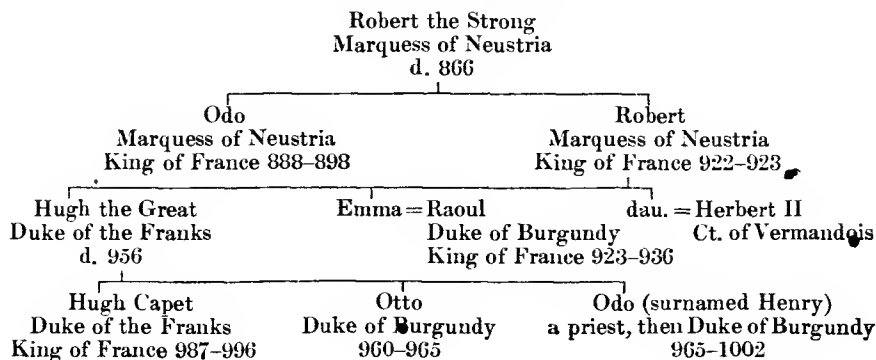 Robert the Strong
Marquess of Neustria
d. 866
Odo Robert
Marquess of Neustria Marquess of Neustria
King of France 888–898 King of France 922–923
Hugh the Great Emma = Raoul dau. = Herbert II
Duke of the Franks Duke of Burgundy Ct. of Vermandois
d. 956 King of France 923–936
Hugh Capet Otto Odo (surnamed Henry)
Duke of the Franks Duke of Burgundy a priest, then Duke of Burgundy
King of France 987–996 960–965 965–1002